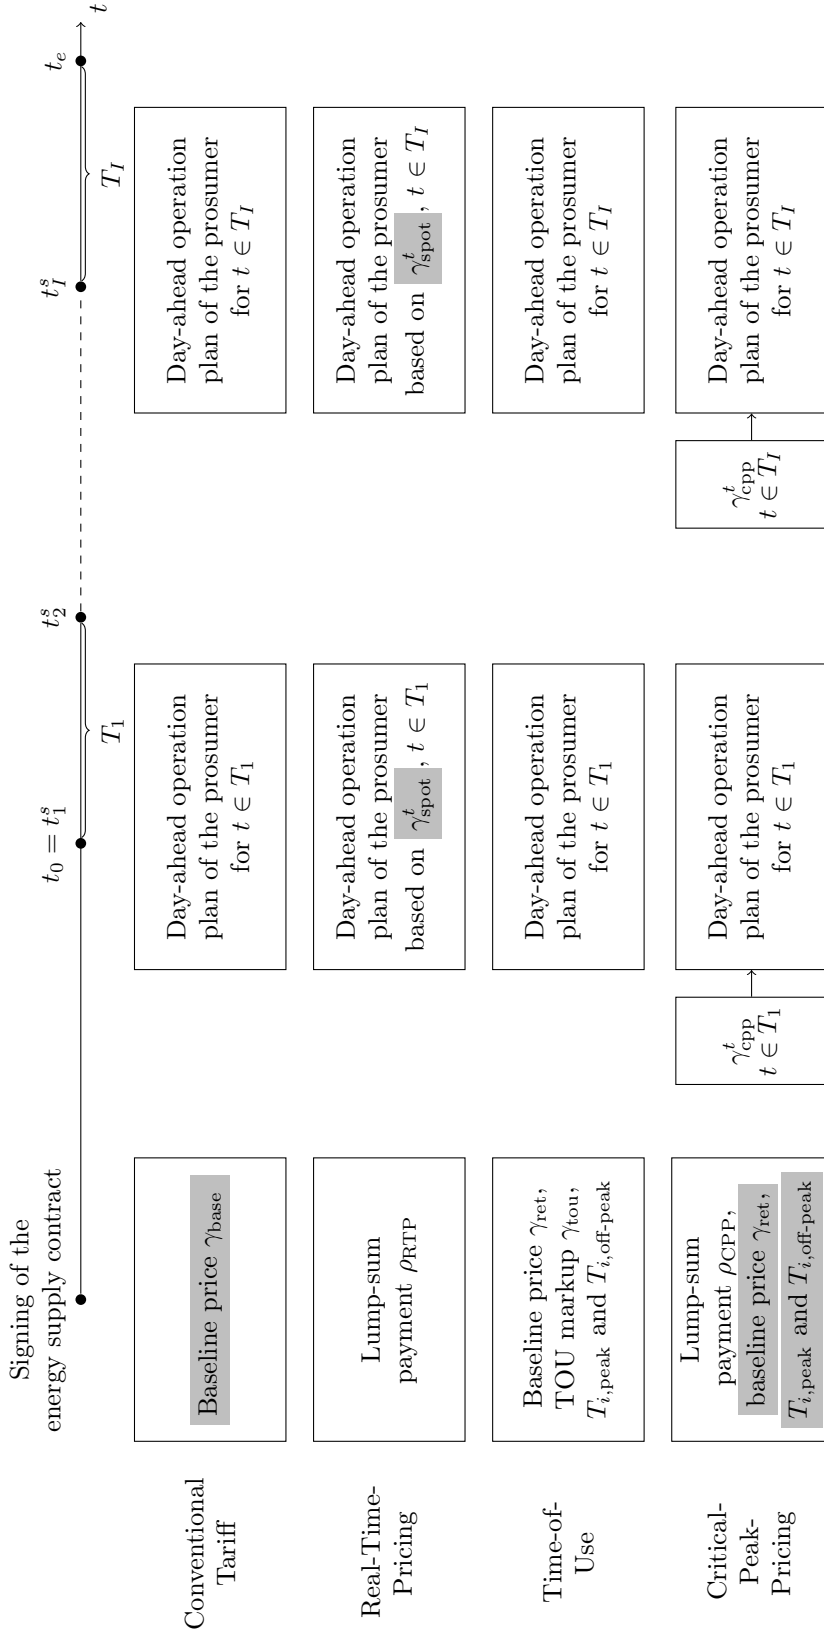 Signing of the
energy supply contract
t_0 = t_1^s
t_2^s
t_I^s
t_e
t
T_1
T_I
Conventional
Tariff
Baseline price γ_base
Day-ahead operation
plan of the prosumer
for t ∈ T_1
Day-ahead operation
plan of the prosumer
for t ∈ T_I
Real-Time-
Pricing
Lump-sum
payment ρ_RTP
Day-ahead operation
plan of the prosumer
based on γ_spot^t, t ∈ T_1
Day-ahead operation
plan of the prosumer
based on γ_spot^t, t ∈ T_I
Time-of-
Use
Baseline price γ_ret,
TOU markup γ_tou,
T_i,peak and T_i,off-peak
Day-ahead operation
plan of the prosumer
for t ∈ T_1
Day-ahead operation
plan of the prosumer
for t ∈ T_I
Critical-
Peak-
Pricing
Lump-sum
payment ρ_CPP,
baseline price γ_ret,
T_i,peak and T_i,off-peak
γ_cpp^t
t ∈ T_1
Day-ahead operation
plan of the prosumer
for t ∈ T_1
γ_cpp^t
t ∈ T_I
Day-ahead operation
plan of the prosumer
for t ∈ T_I